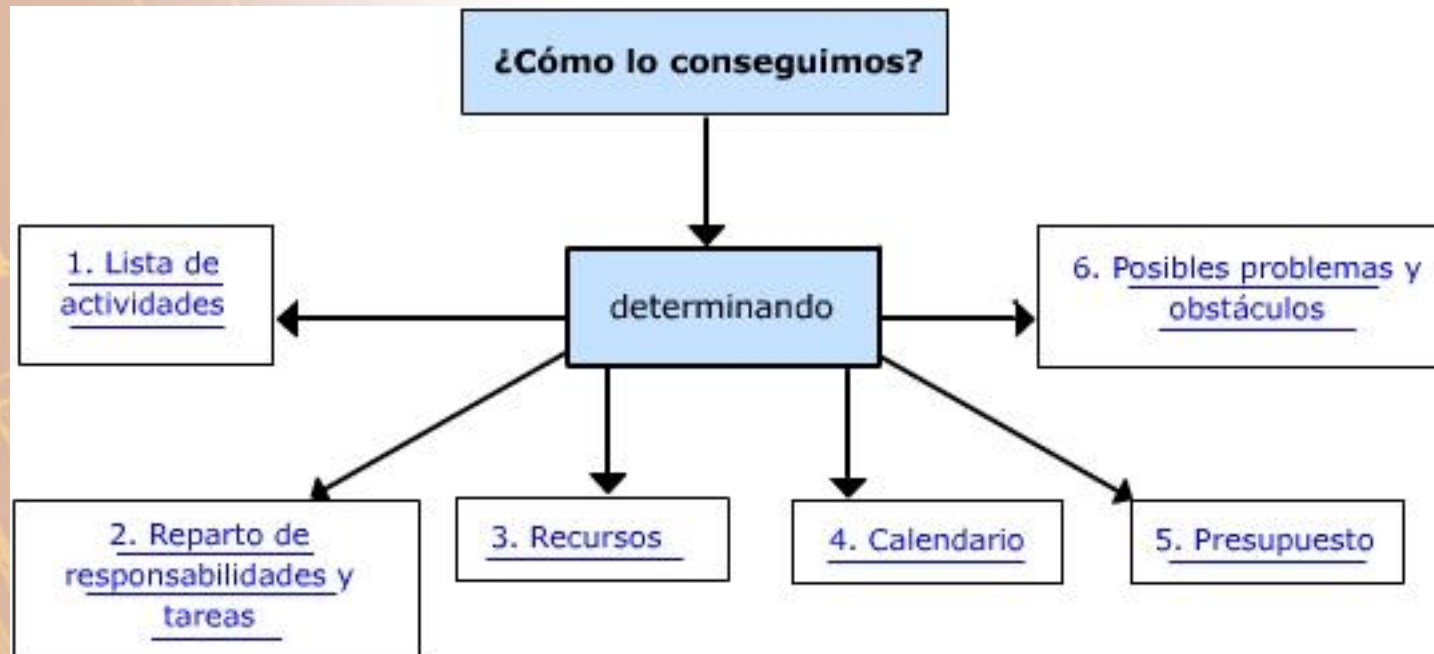 ¿Cómo lo conseguimos?
determinando
1. Lista de
actividades
2. Reparto de
responsabilidades y
tareas
3. Recursos
4. Calendario
5. Presupuesto
6. Posibles problemas y
obstáculos